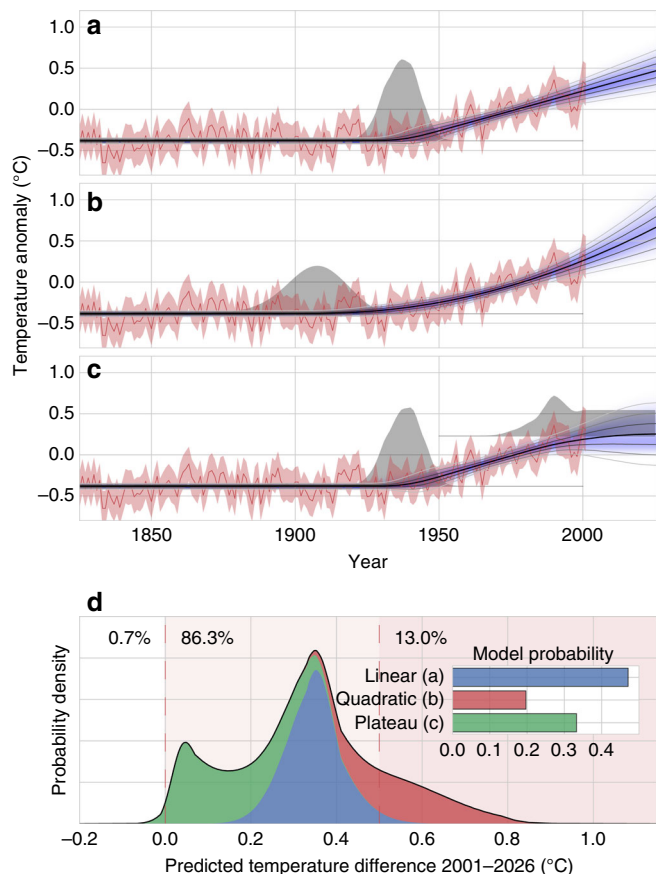 a
1.0
0.5
0.0
−0.5
b
1.0
0.5
0.0
−0.5
Temperature anomaly (°C)
c
1.0
0.5
0.0
−0.5
1850 1900 1950 2000
Year
d
0.7% 86.3% 13.0%
Model probability
Linear (a)
Quadratic (b)
Plateau (c)
0.0 0.1 0.2 0.3 0.4
Probability density
−0.2 0.0 0.2 0.4 0.6 0.8 1.0
Predicted temperature difference 2001–2026 (°C)